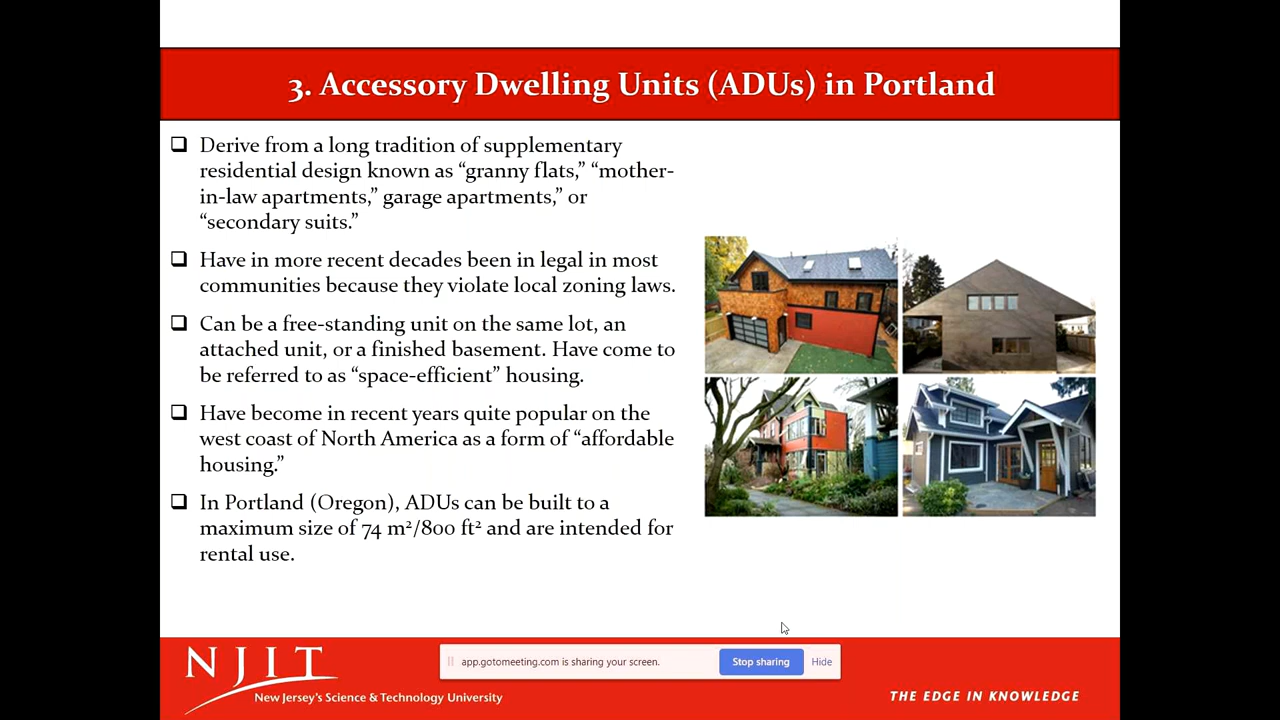 3. Accessory Dwelling Units (ADUs) in Portland
Derive from a long tradition of supplementary
residential design known as “granny flats,” “mother-
in-law apartments,” garage apartments,” or
“secondary suits.”
Have in more recent decades been in legal in most
communities because they violate local zoning laws.
Can be a free-standing unit on the same lot, an
attached unit, or a finished basement. Have come to
be referred to as “space-efficient” housing.
Have become in recent years quite popular on the
west coast of North America as a form of “affordable
housing.”
In Portland (Oregon), ADUs can be built to a
maximum size of 74 m²/800 ft² and are intended for
rental use.
NJIT
New Jersey's Science & Technology University
app.gotomeeting.com is sharing your screen.
Stop sharing
Hide
THE EDGE IN KNOWLEDGE